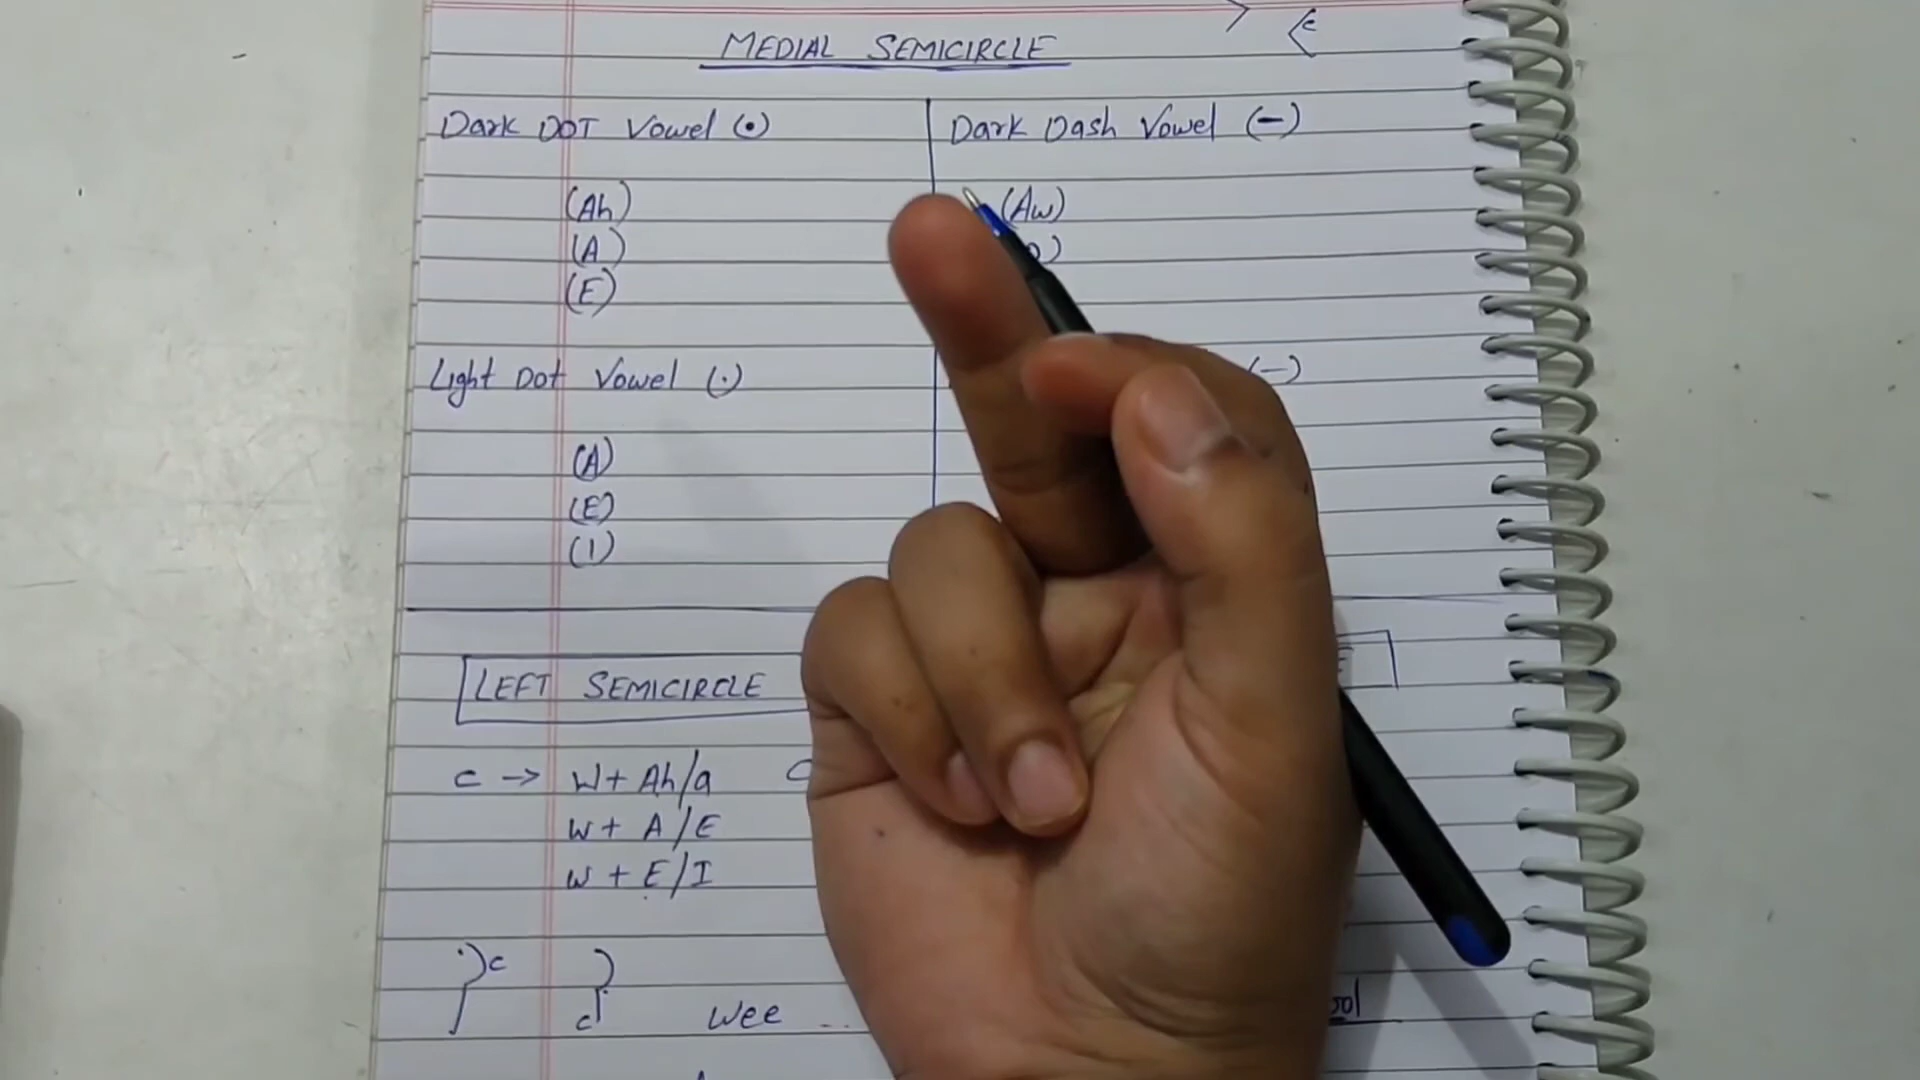 MEDIAL SEMICIRCLE
Dark DOT Vowel (•)
(Ah)
(A)
(E)
Dark Dash Vowel (—)
(Aw)
Light Dot Vowel (.)
(A)
(E)
(I)
(—)
LEFT SEMICIRCLE
c → W + Ah/a
W + A/E
W + E/I
Wee ...